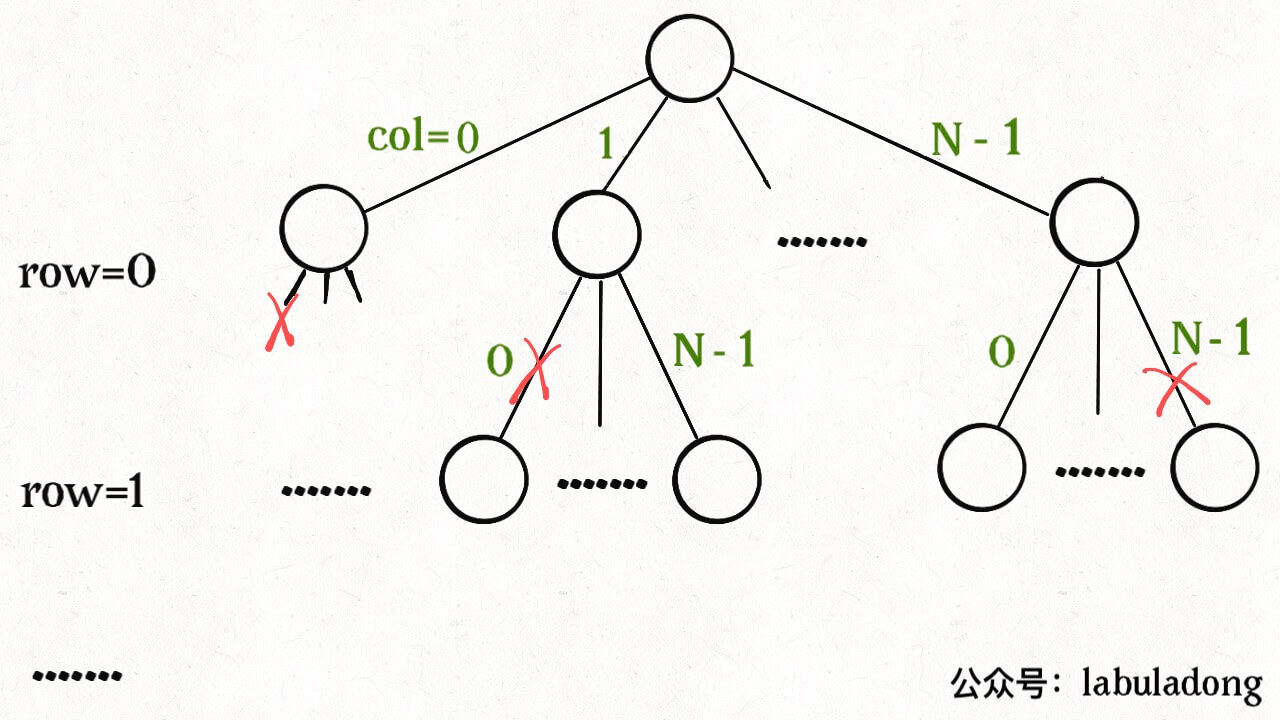 col=0
1
N-1
row=0
0
N-1
0
N-1
row=1
.......
公众号：labuladong